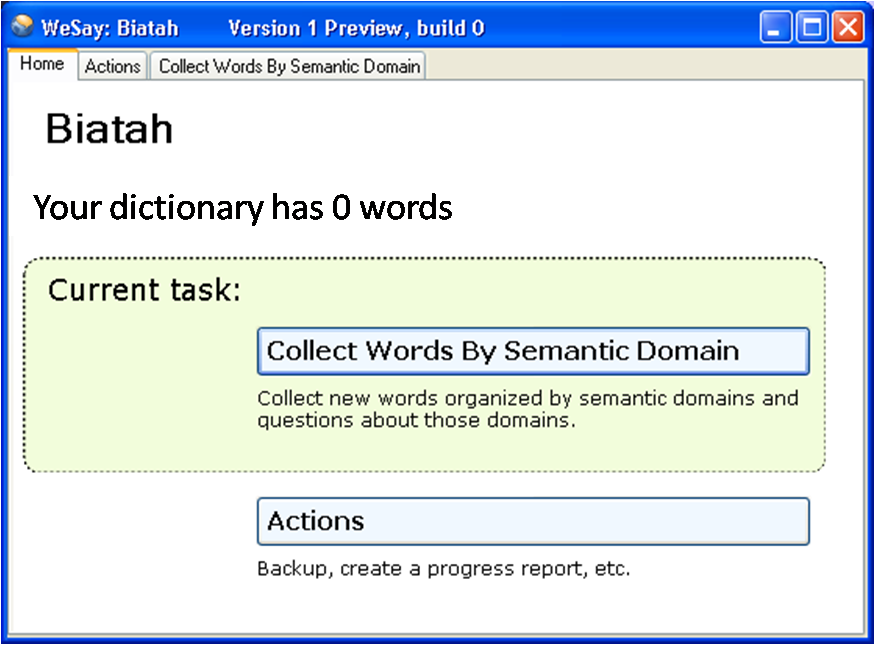 WeSay: Biatah Version 1 Preview, build 0
Home Actions Collect Words By Semantic Domain
Biatah
Your dictionary has 0 words
Current task:
Collect Words By Semantic Domain
Collect new words organized by semantic domains and
questions about those domains.
Actions
Backup, create a progress report, etc.